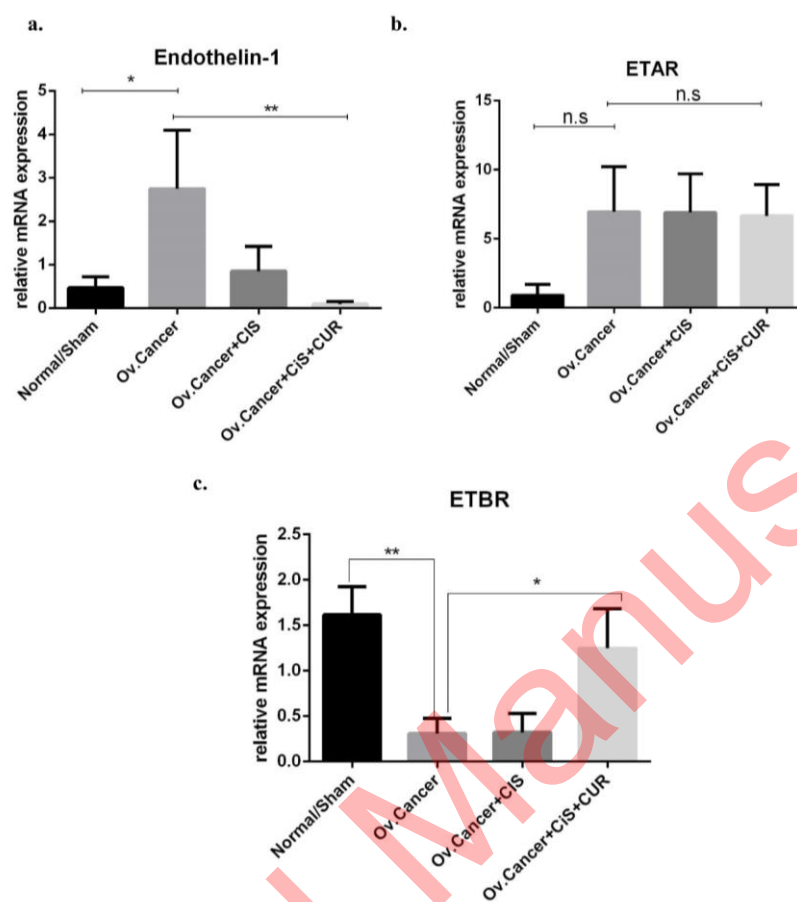 a.
Endothelin-1
*
**
relative mRNA expression
5
4
3
2
1
0
Normal/Sham
Ov.Cancer
Ov.Cancer+CIS
Ov.Cancer+CiS+CUR
b.
ETAR
n.s
n.s
relative mRNA expression
15
10
5
0
Normal/Sham
Ov.Cancer
Ov.Cancer+CIS
Ov.Cancer+CiS+CUR
c.
ETBR
**
*
relative mRNA expression
2.5
2.0
1.5
1.0
0.5
0.0
Normal/Sham
Ov.Cancer
Ov.Cancer+CIS
Ov.Cancer+CiS+CUR
Manus